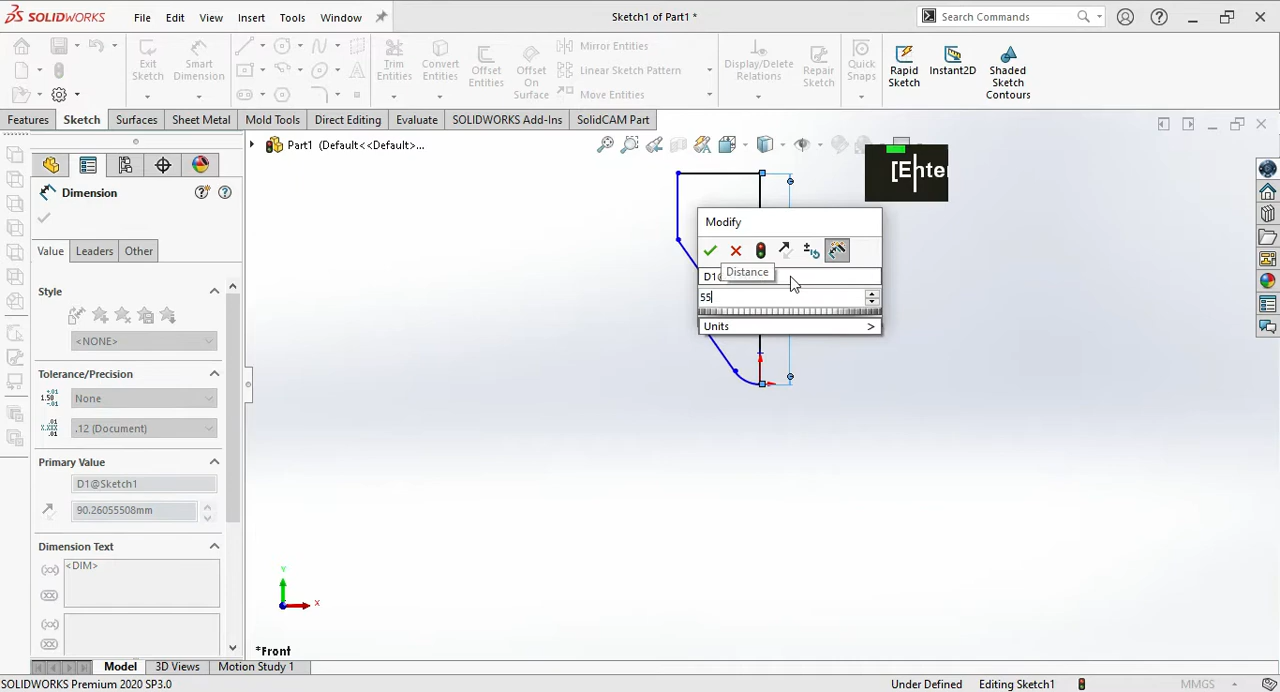 SOLIDWORKS
File
Edit
View
Insert
Tools
Window
Sketch1 of Part1 *
Search Commands
Exit Sketch
Smart Dimension
Trim Entities
Convert Entities
Offset Entities
Offset On Surface
Mirror Entities
Linear Sketch Pattern
Move Entities
Display/Delete Relations
Repair Sketch
Quick Snaps
Rapid Sketch
Instant2D
Shaded Sketch Contours
Features
Sketch
Surfaces
Sheet Metal
Mold Tools
Direct Editing
Evaluate
SOLIDWORKS Add-Ins
SolidCAM Part
Part1 (Default<<Default>...
[Enter
Dimension
Value
Leaders
Other
Style
<NONE>
Tolerance/Precision
None
.12 (Document)
Primary Value
D1@Sketch1
90.26055508mm
Dimension Text
<DIM>
Modify
D1@
Distance
55
Units
>
Y
X
*Front
Model
3D Views
Motion Study 1
SOLIDWORKS Premium 2020 SP3.0
Under Defined
Editing Sketch1
MMGS